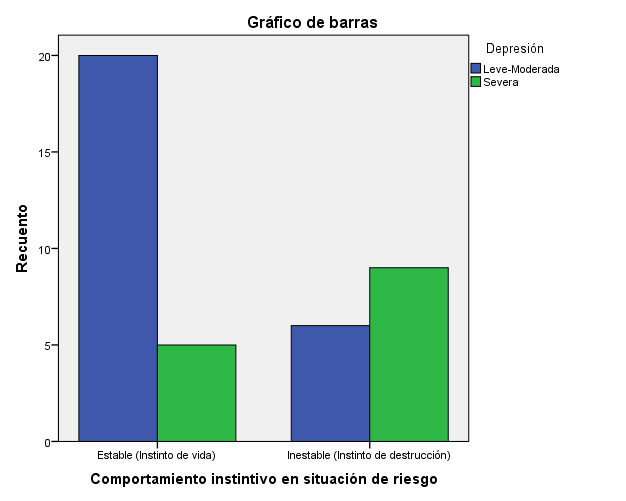 Gráfico de barras
Depresión
Leve-Moderada
Severa
Recuento
20
15
10
5
0
Estable (Instinto de vida)
Inestable (Instinto de destrucción)
Comportamiento instintivo en situación de riesgo